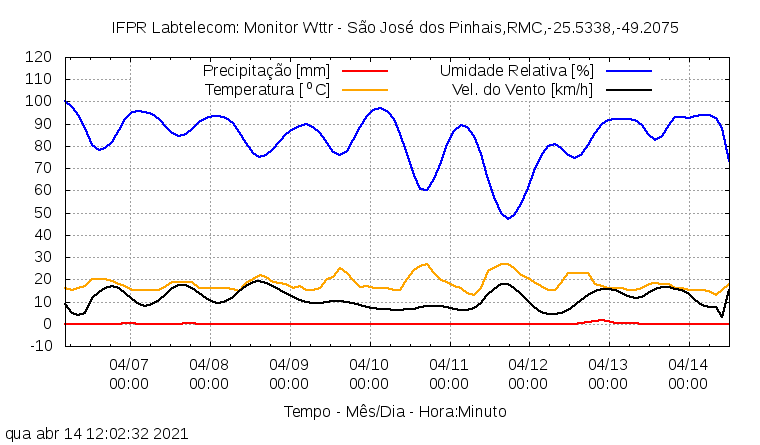 IFPR Labtelecom: Monitor Wttr - São José dos Pinhais,RMC,-25.5338,-49.2075
Precipitação [mm]
Temperatura [⁰C]
Umidade Relativa [%]
Vel. do Vento [km/h]
120
110
100
90
80
70
60
50
40
30
20
10
0
-10
04/07 04/08 04/09 04/10 04/11 04/12 04/13 04/14
00:00 00:00 00:00 00:00 00:00 00:00 00:00 00:00
Tempo - Mês/Dia - Hora:Minuto
qua abr 14 12:02:32 2021